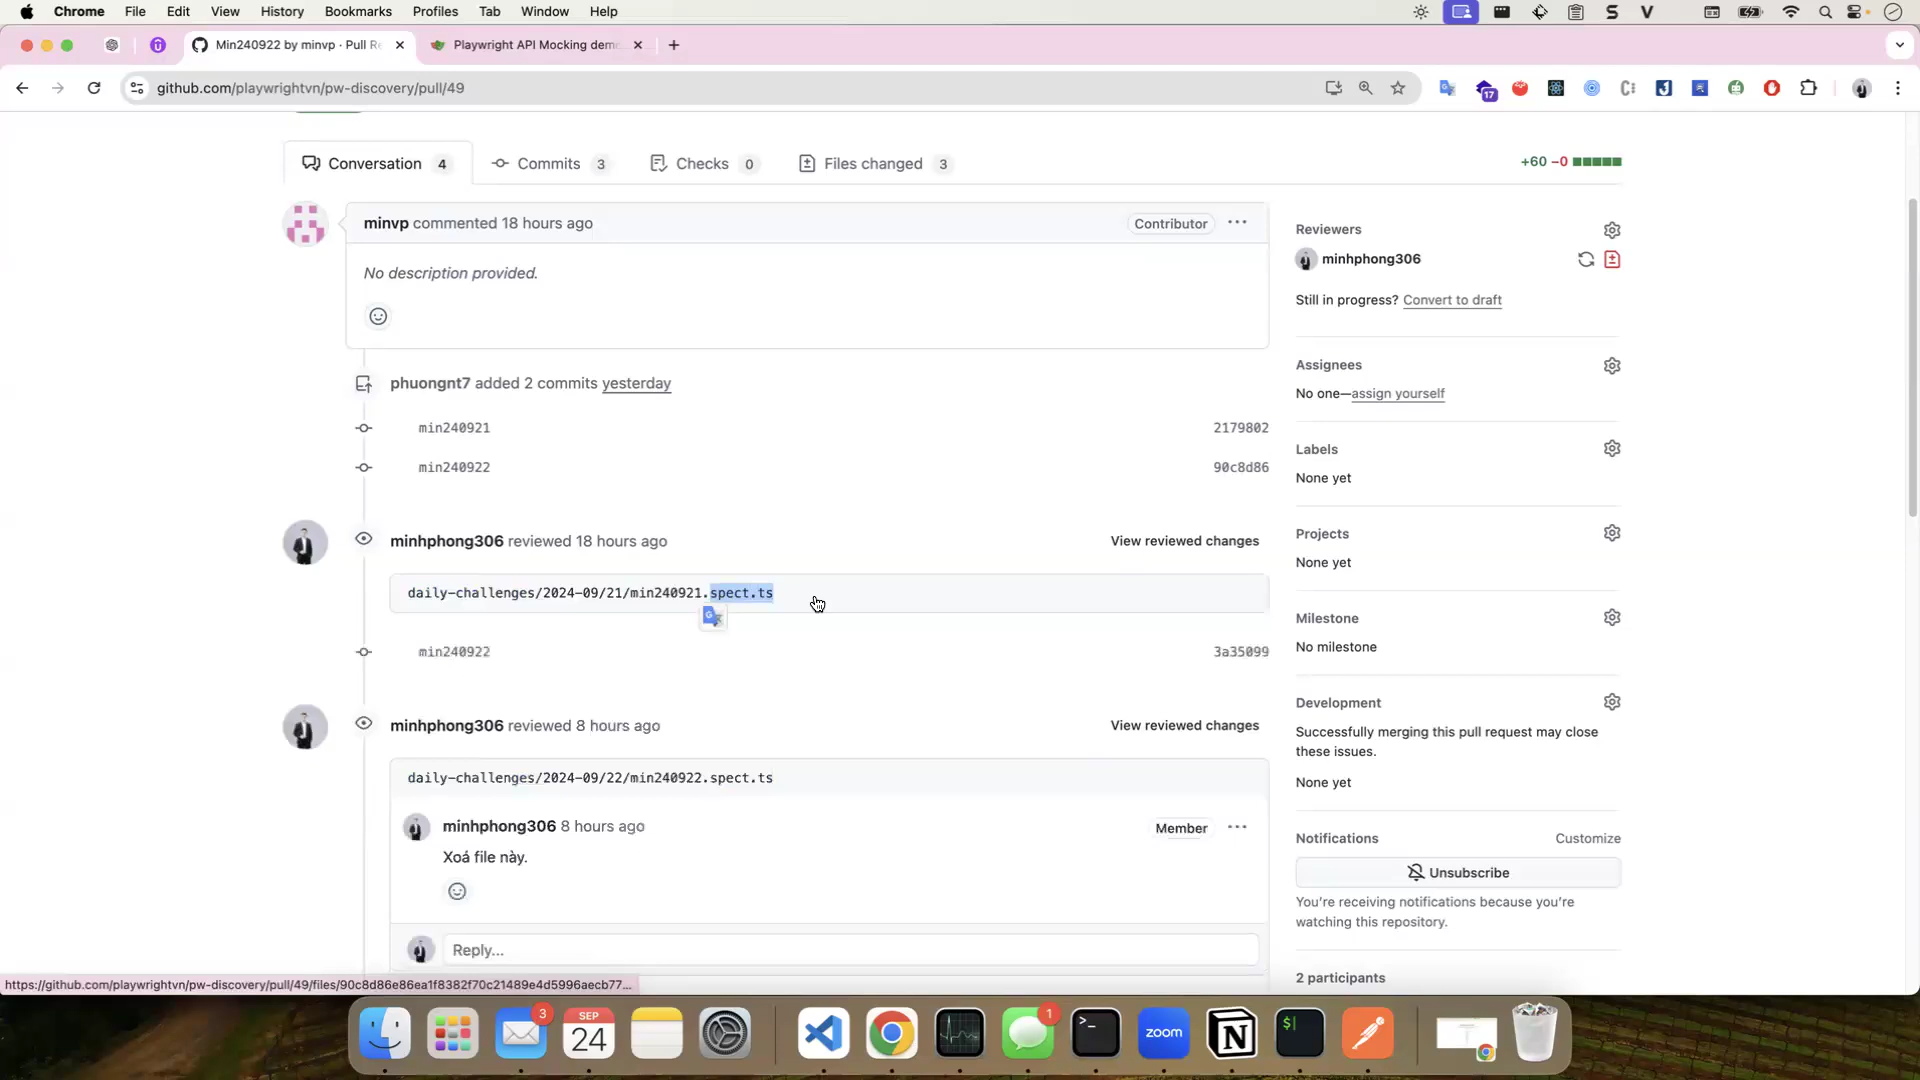 Chrome File Edit View History Bookmarks Profiles Tab Window Help
Min240922 by minvp · Pull Re
Playwright API Mocking dem
github.com/playwrightvn/pw-discovery/pull/49
17
Conversation 4
Commits 3
Checks 0
Files changed 3
+60 −0
minvp commented 18 hours ago
Contributor
No description provided.
phuongnt7 added 2 commits yesterday
min240921
2179802
min240922
90c8d86
minhphong306 reviewed 18 hours ago
View reviewed changes
daily-challenges/2024-09/21/min240921.spect.ts
min240922
3a35099
minhphong306 reviewed 8 hours ago
View reviewed changes
daily-challenges/2024-09/22/min240922.spect.ts
minhphong306 8 hours ago
Member
Xoá file này.
Reply...
Reviewers
minhphong306
Still in progress? Convert to draft
Assignees
No one—assign yourself
Labels
None yet
Projects
None yet
Milestone
No milestone
Development
Successfully merging this pull request may close
these issues.
None yet
Notifications
Customize
Unsubscribe
You're receiving notifications because you're
watching this repository.
2 participants
https://github.com/playwrightvn/pw-discovery/pull/49/files/90c8d86e86ea1f8382f70c21489e4d5996aecb77...
3
SEP
24
1
zoom